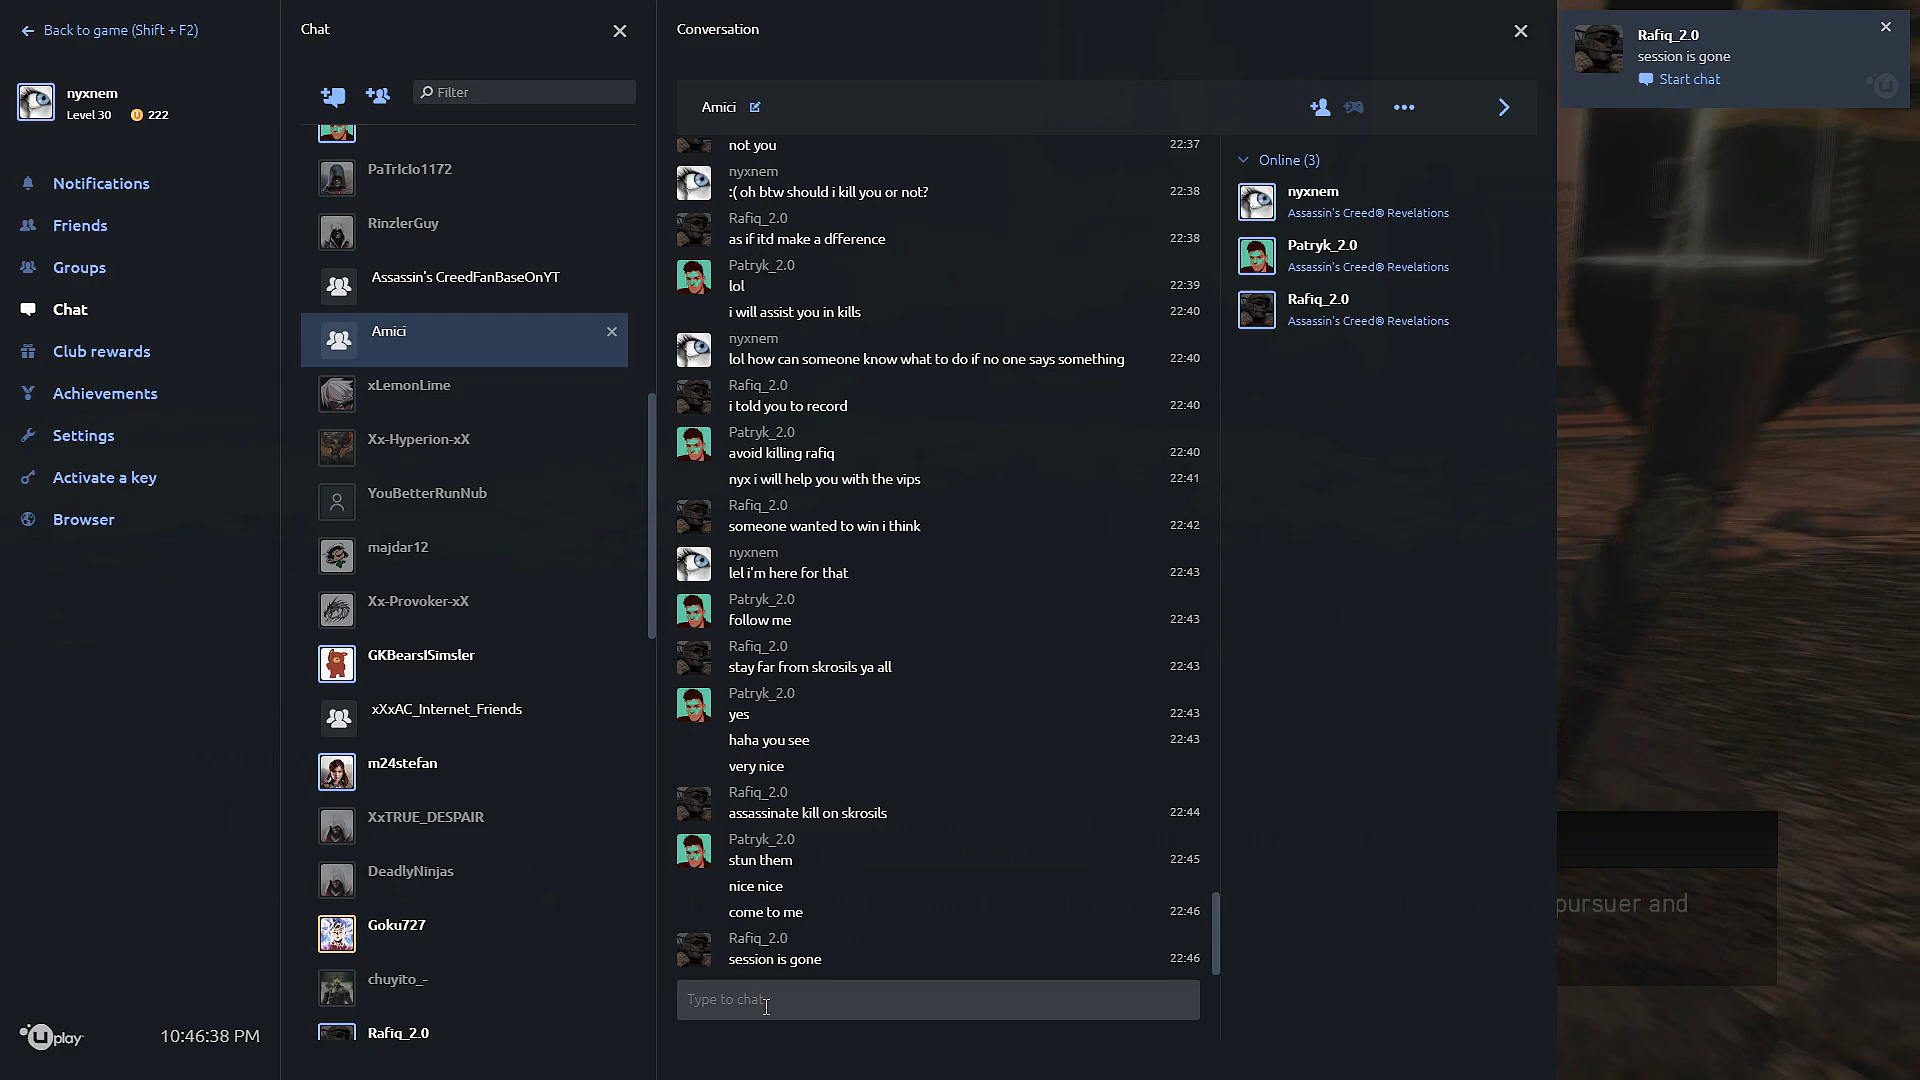 Back to game (Shift + F2)
nyxnem
Level 30
222
Notifications
Friends
Groups
Chat
Club rewards
Achievements
Settings
Activate a key
Browser
uplay
10:46:38 PM
Chat
Filter
PaTrIcIo1172
RinzlerGuy
Assassin's CreedFanBaseOnYT
Amici
xLemonLime
Xx-Hyperion-xX
YouBetterRunNub
majdar12
Xx-Provoker-xX
GKBearsISimsler
xXxAC_Internet_Friends
m24stefan
XxTRUE_DESPAIR
DeadlyNinjas
Goku727
chuyito_-
Rafiq_2.0
Conversation
Amici
not you 22:37
nyxnem
:( oh btw should i kill you or not? 22:38
Rafiq_2.0
as if itd make a dfference 22:38
Patryk_2.0
lol 22:39
i will assist you in kills 22:40
nyxnem
lol how can someone know what to do if no one says something 22:40
Rafiq_2.0
i told you to record 22:40
Patryk_2.0
avoid killing rafiq 22:40
nyx i will help you with the vips 22:41
Rafiq_2.0
someone wanted to win i think 22:42
nyxnem
lel i'm here for that 22:43
Patryk_2.0
follow me 22:43
Rafiq_2.0
stay far from skrosils ya all 22:43
Patryk_2.0
yes 22:43
haha you see 22:43
very nice
Rafiq_2.0
assassinate kill on skrosils 22:44
Patryk_2.0
stun them 22:45
nice nice
come to me 22:46
Rafiq_2.0
session is gone 22:46
Type to chat
Online (3)
nyxnem
Assassin's Creed® Revelations
Patryk_2.0
Assassin's Creed® Revelations
Rafiq_2.0
Assassin's Creed® Revelations
Rafiq_2.0
session is gone
Start chat
pursuer and